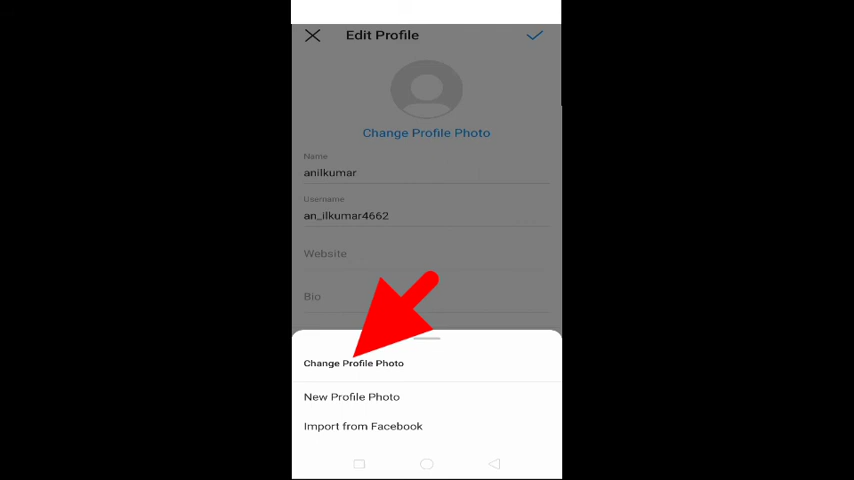 Edit Profile
Change Profile Photo
Name
anilkumar
Username
an_ilkumar4662
Website
Bio
Change Profile Photo
New Profile Photo
Import from Facebook